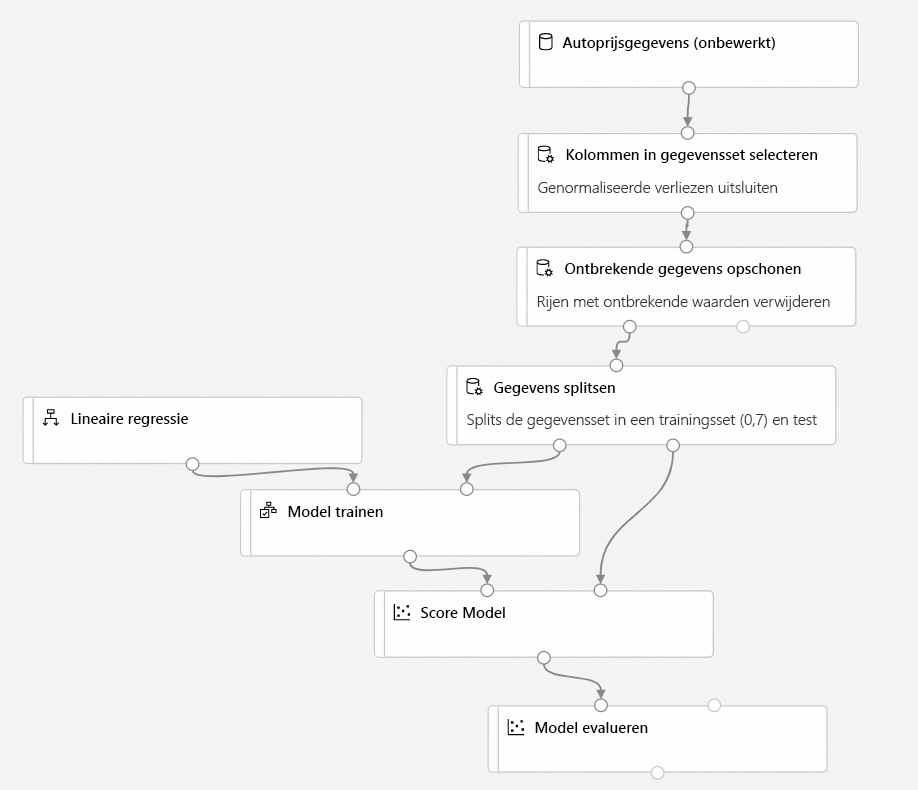 Autoprijsgegevens (onbewerkt)
Kolommen in gegevensset selecteren
Genormaliseerde verliezen uitsluiten
Ontbrekende gegevens opschonen
Rijen met ontbrekende waarden verwijderen
Gegevens splitsen
Splits de gegevensset in een trainingsset (0,7) en test
Lineaire regressie
Model trainen
Score Model
Model evalueren